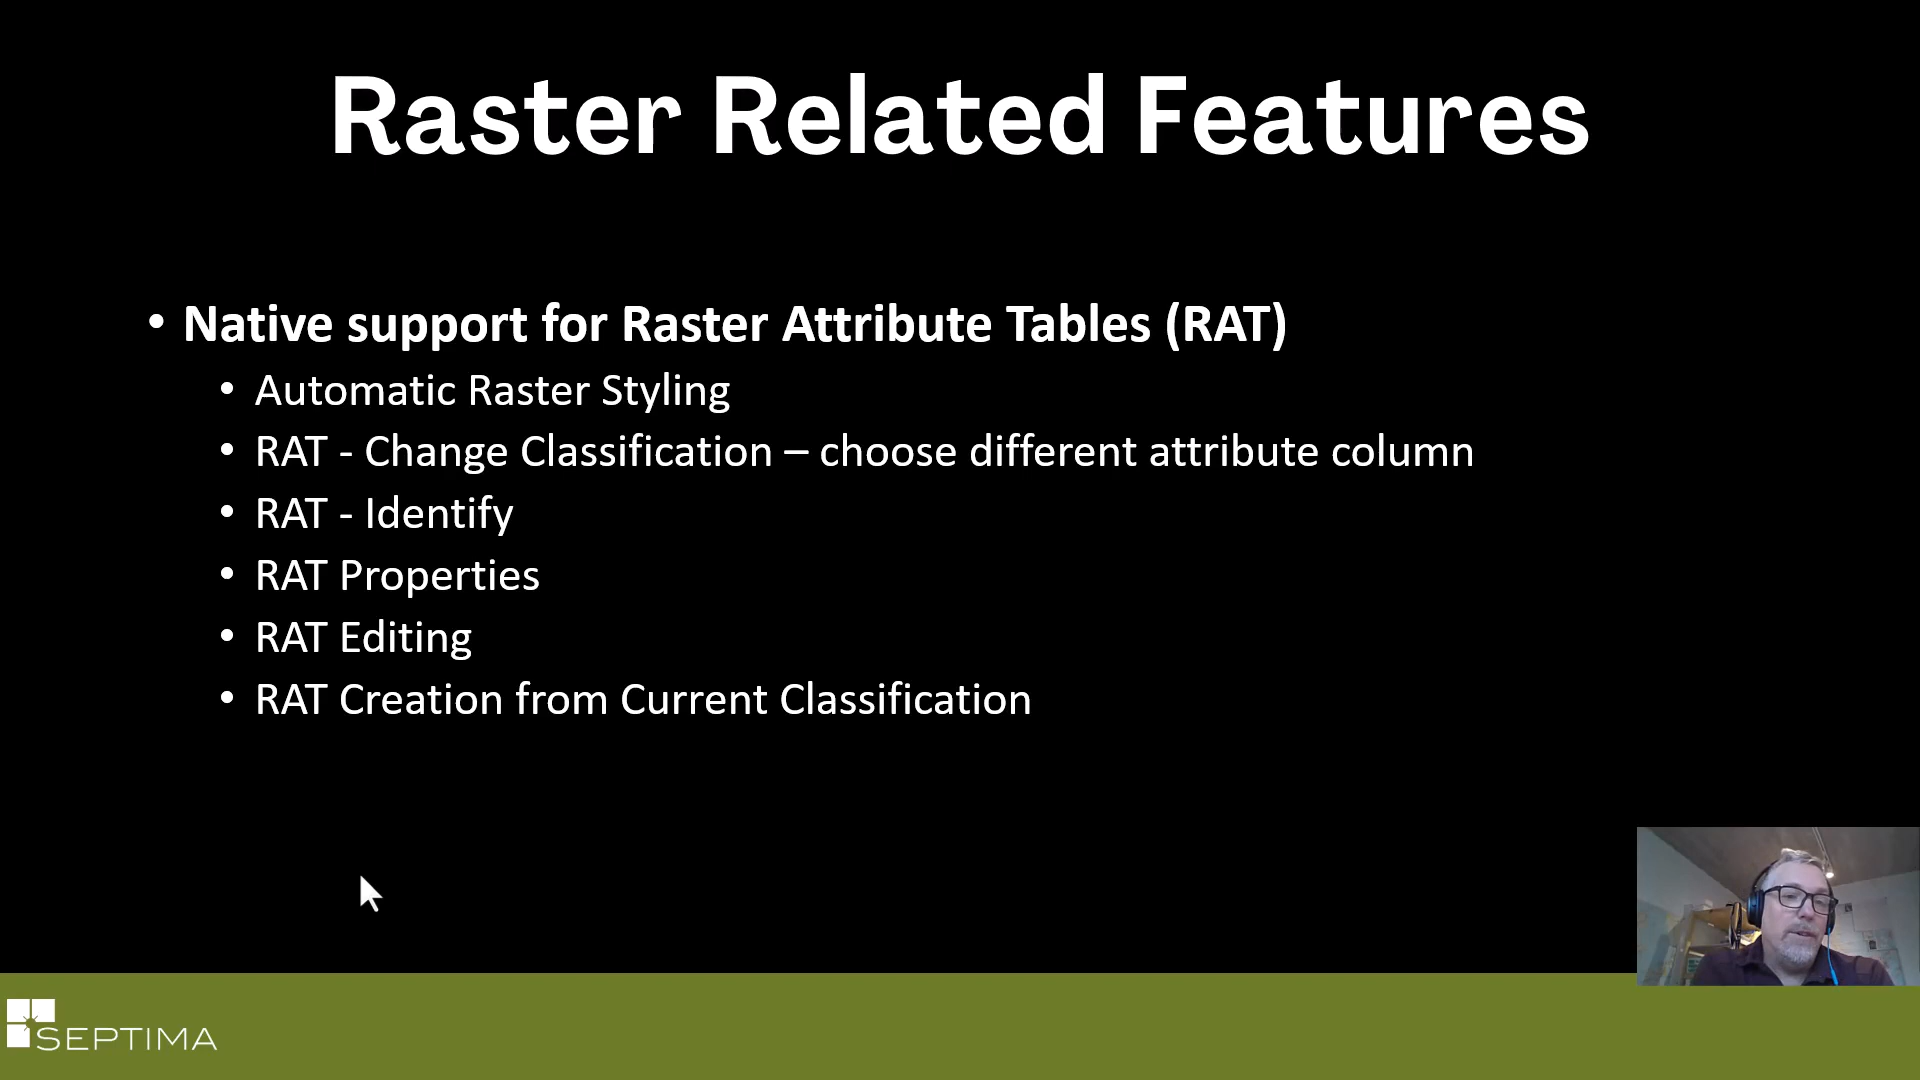 Raster Related Features
• Native support for Raster Attribute Tables (RAT)
• Automatic Raster Styling
• RAT - Change Classification – choose different attribute column
• RAT - Identify
• RAT Properties
• RAT Editing
• RAT Creation from Current Classification
SEPTIMA